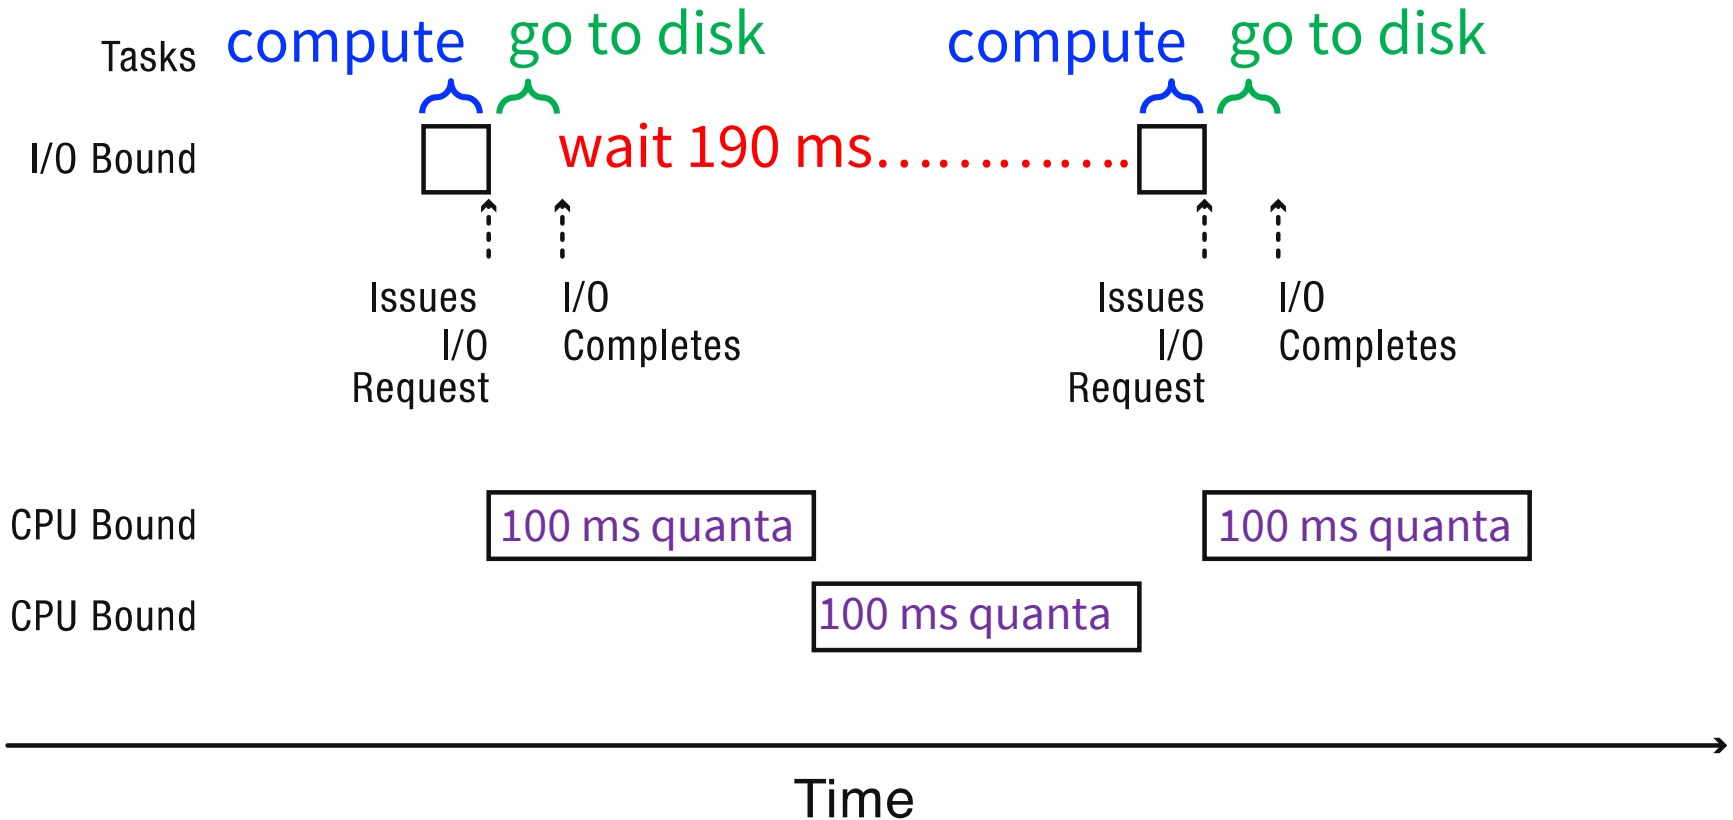 Tasks compute go to disk compute go to disk
I/O Bound wait 190 ms.............
Issues I/O Issues I/O
I/O Completes I/O Completes
Request Request
CPU Bound 100 ms quanta 100 ms quanta
CPU Bound 100 ms quanta
Time